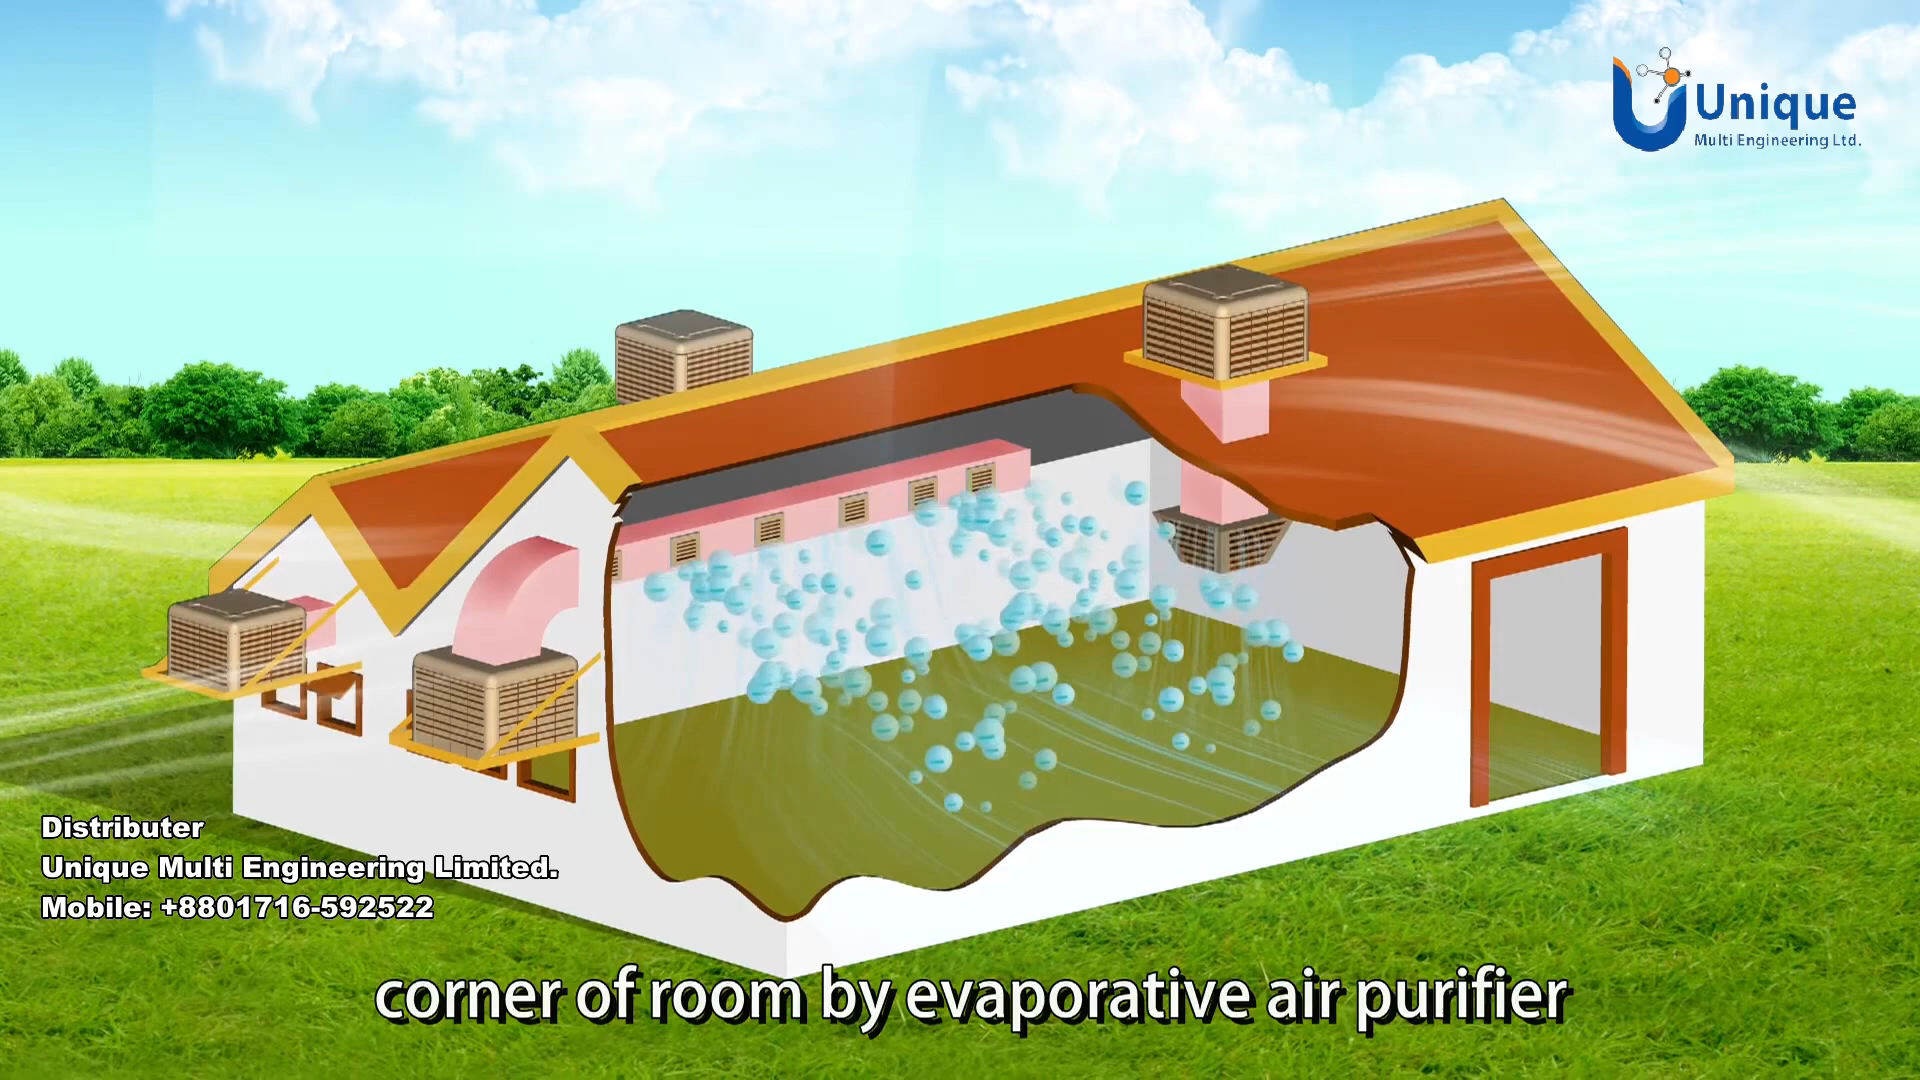 Unique
Multi Engineering Ltd.
Distributer
Unique Multi Engineering Limited.
Mobile: +8801716-592522
corner of room by evaporative air purifier